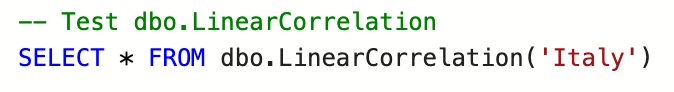 -- Test dbo.LinearCorrelation
SELECT * FROM dbo.LinearCorrelation('Italy')